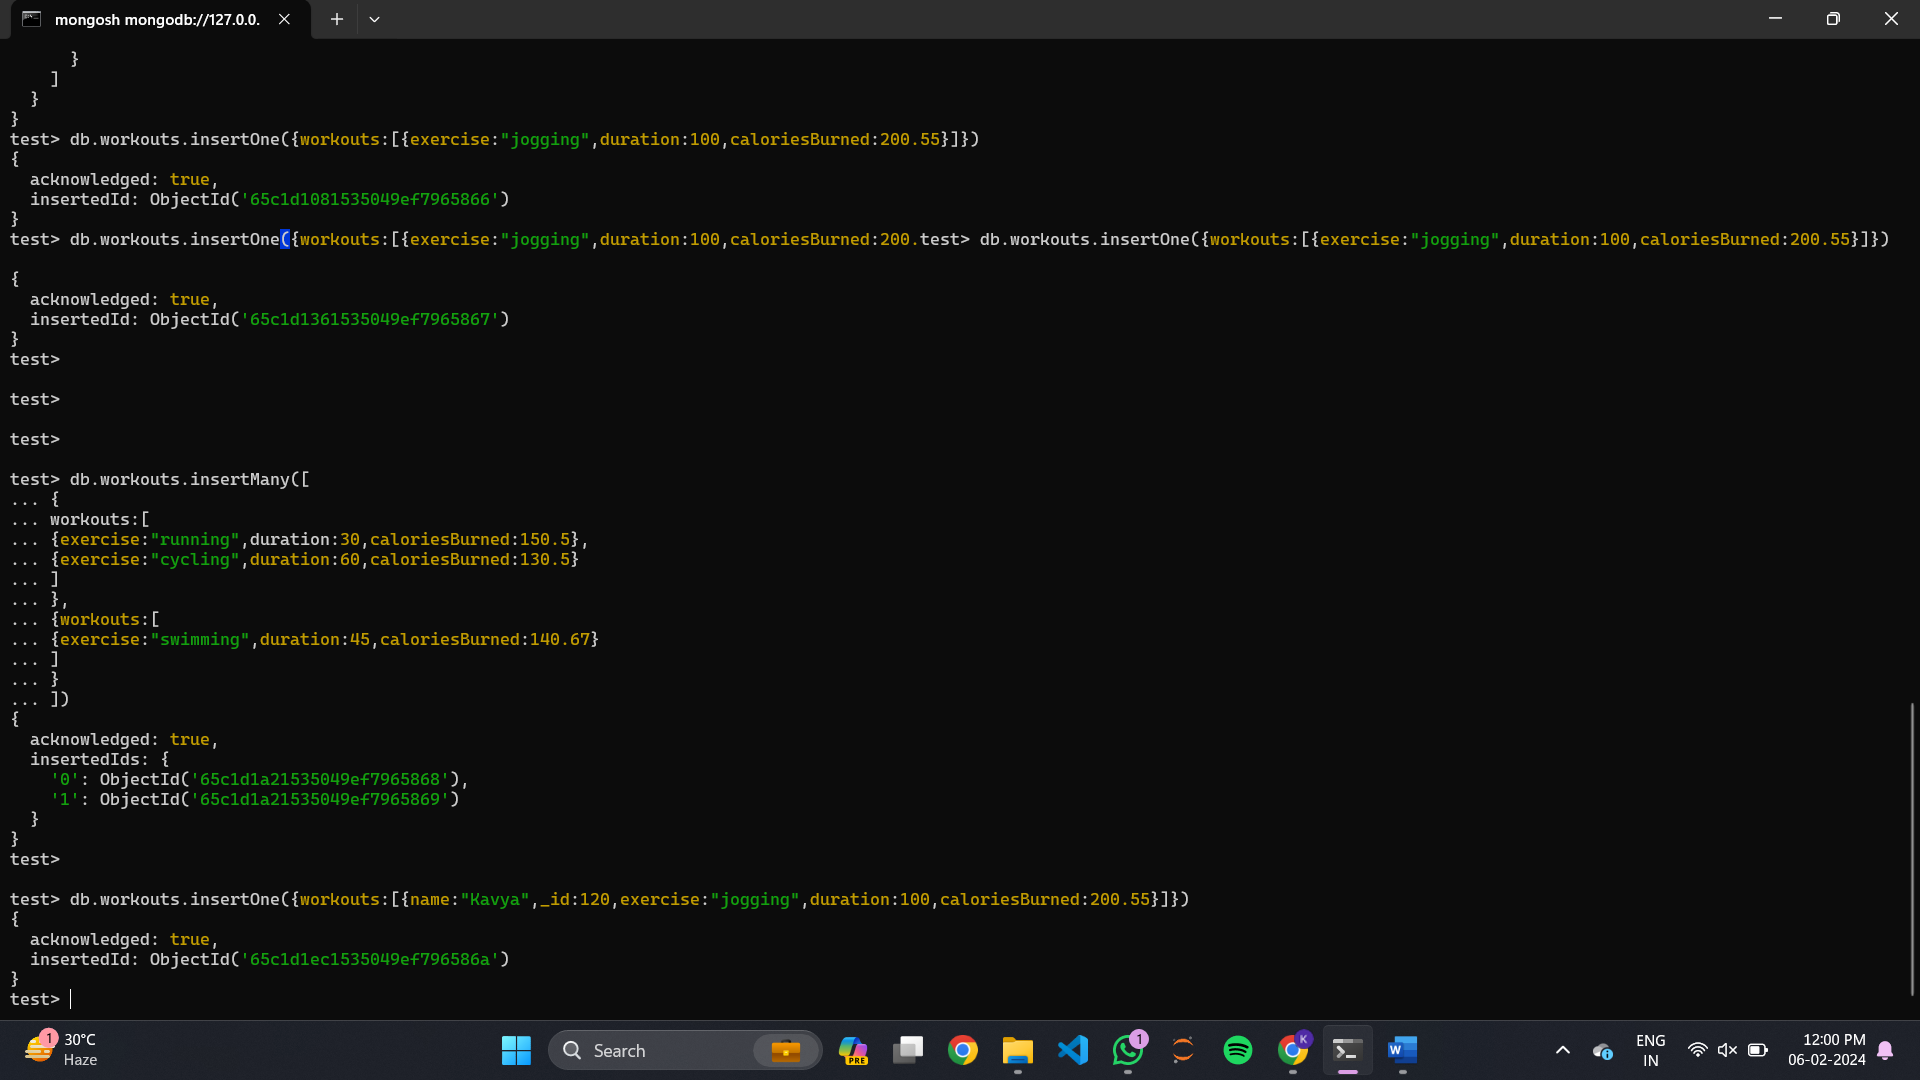 mongosh mongodb://127.0.0.
}
]
}
}
test> db.workouts.insertOne({workouts:[{exercise:"jogging",duration:100,caloriesBurned:200.55}]})
{
acknowledged: true,
insertedId: ObjectId('65c1d1081535049ef7965866')
}
test> db.workouts.insertOne({workouts:[{exercise:"jogging",duration:100,caloriesBurned:200.test> db.workouts.insertOne({workouts:[{exercise:"jogging",duration:100,caloriesBurned:200.55}]})
{
acknowledged: true,
insertedId: ObjectId('65c1d1361535049ef7965867')
}
test>
test>
test>
test> db.workouts.insertMany([
... {
... workouts:[
... {exercise:"running",duration:30,caloriesBurned:150.5},
... {exercise:"cycling",duration:60,caloriesBurned:130.5}
... ]
... },
... {workouts:[
... {exercise:"swimming",duration:45,caloriesBurned:140.67}
... ]
... }
... ])
{
acknowledged: true,
insertedIds: {
'0': ObjectId('65c1d1a21535049ef7965868'),
'1': ObjectId('65c1d1a21535049ef7965869')
}
}
test>
test> db.workouts.insertOne({workouts:[{name:"Kavya",_id:120,exercise:"jogging",duration:100,caloriesBurned:200.55}]})
{
acknowledged: true,
insertedId: ObjectId('65c1d1ec1535049ef796586a')
}
test>
1
30°C
Haze
Search
PRE
1
K
W
ENG
IN
12:00 PM
06-02-2024